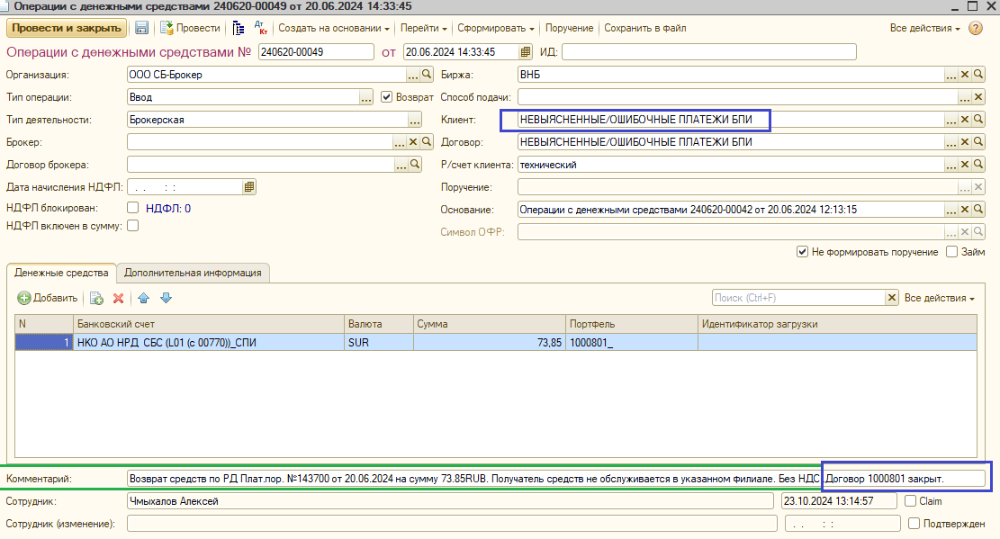 Операции с денежными средствами 240620-00049 от 20.06.2024 14:33:45
Провести и закрыть Провести Дт Кт Создать на основании Перейти Сформировать Поручение Сохранить в файл Все действия ?
Операции с денежными средствами № 240620-00049 от 20.06.2024 14:33:45 ИД:
Организация: ООО СБ-Брокер ... Биржа: ВНБ ...
Тип операции: Ввод ... Возврат Способ подачи: ...
Тип деятельности: Брокерская ... Клиент: НЕВЫЯСНЕННЫЕ/ОШИБОЧНЫЕ ПЛАТЕЖИ БПИ ...
Брокер: ... Договор: НЕВЫЯСНЕННЫЕ/ОШИБОЧНЫЕ ПЛАТЕЖИ БПИ ...
Договор брокера: ... Р/счет клиента: технический ...
Дата начисления НДФЛ: . . : : Поручение: ...
НДФЛ блокирован: НДФЛ: 0 Основание: Операции с денежными средствами 240620-00042 от 20.06.2024 12:13:15 ...
НДФЛ включен в сумму: Символ ОФР: ...
Не формировать поручение Займ
Денежные средства Дополнительная информация
Добавить Поиск (Ctrl+F) Все действия
N Банковский счет Валюта Сумма Портфель Идентификатор загрузки
1 НКО АО НРД_СБС (L01 (с 00770))_СПИ SUR 73,85 1000801_
Комментарий: Возврат средств по РД Плат.пор. №143700 от 20.06.2024 на сумму 73.85RUB. Получатель средств не обслуживается в указанном филиале. Без НДС .Договор 1000801 закрыт.
Сотрудник: Чмыхалов Алексей 23.10.2024 13:14:57 Claim
Сотрудник (изменение): . . : : Подтвержден